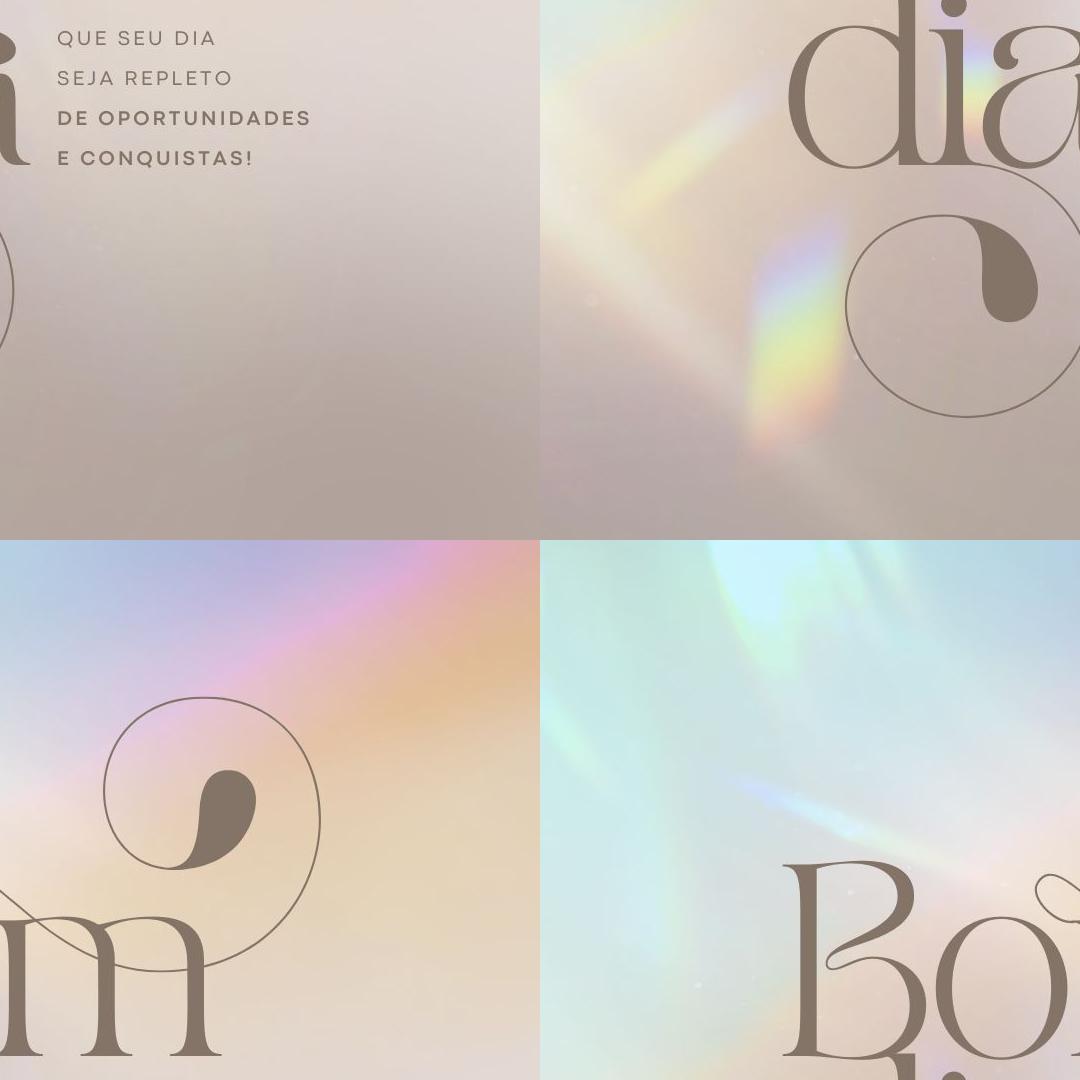 QUE SEU DIA
SEJA REPLETO
DE OPORTUNIDADES
E CONQUISTAS!
dia
m
Bo